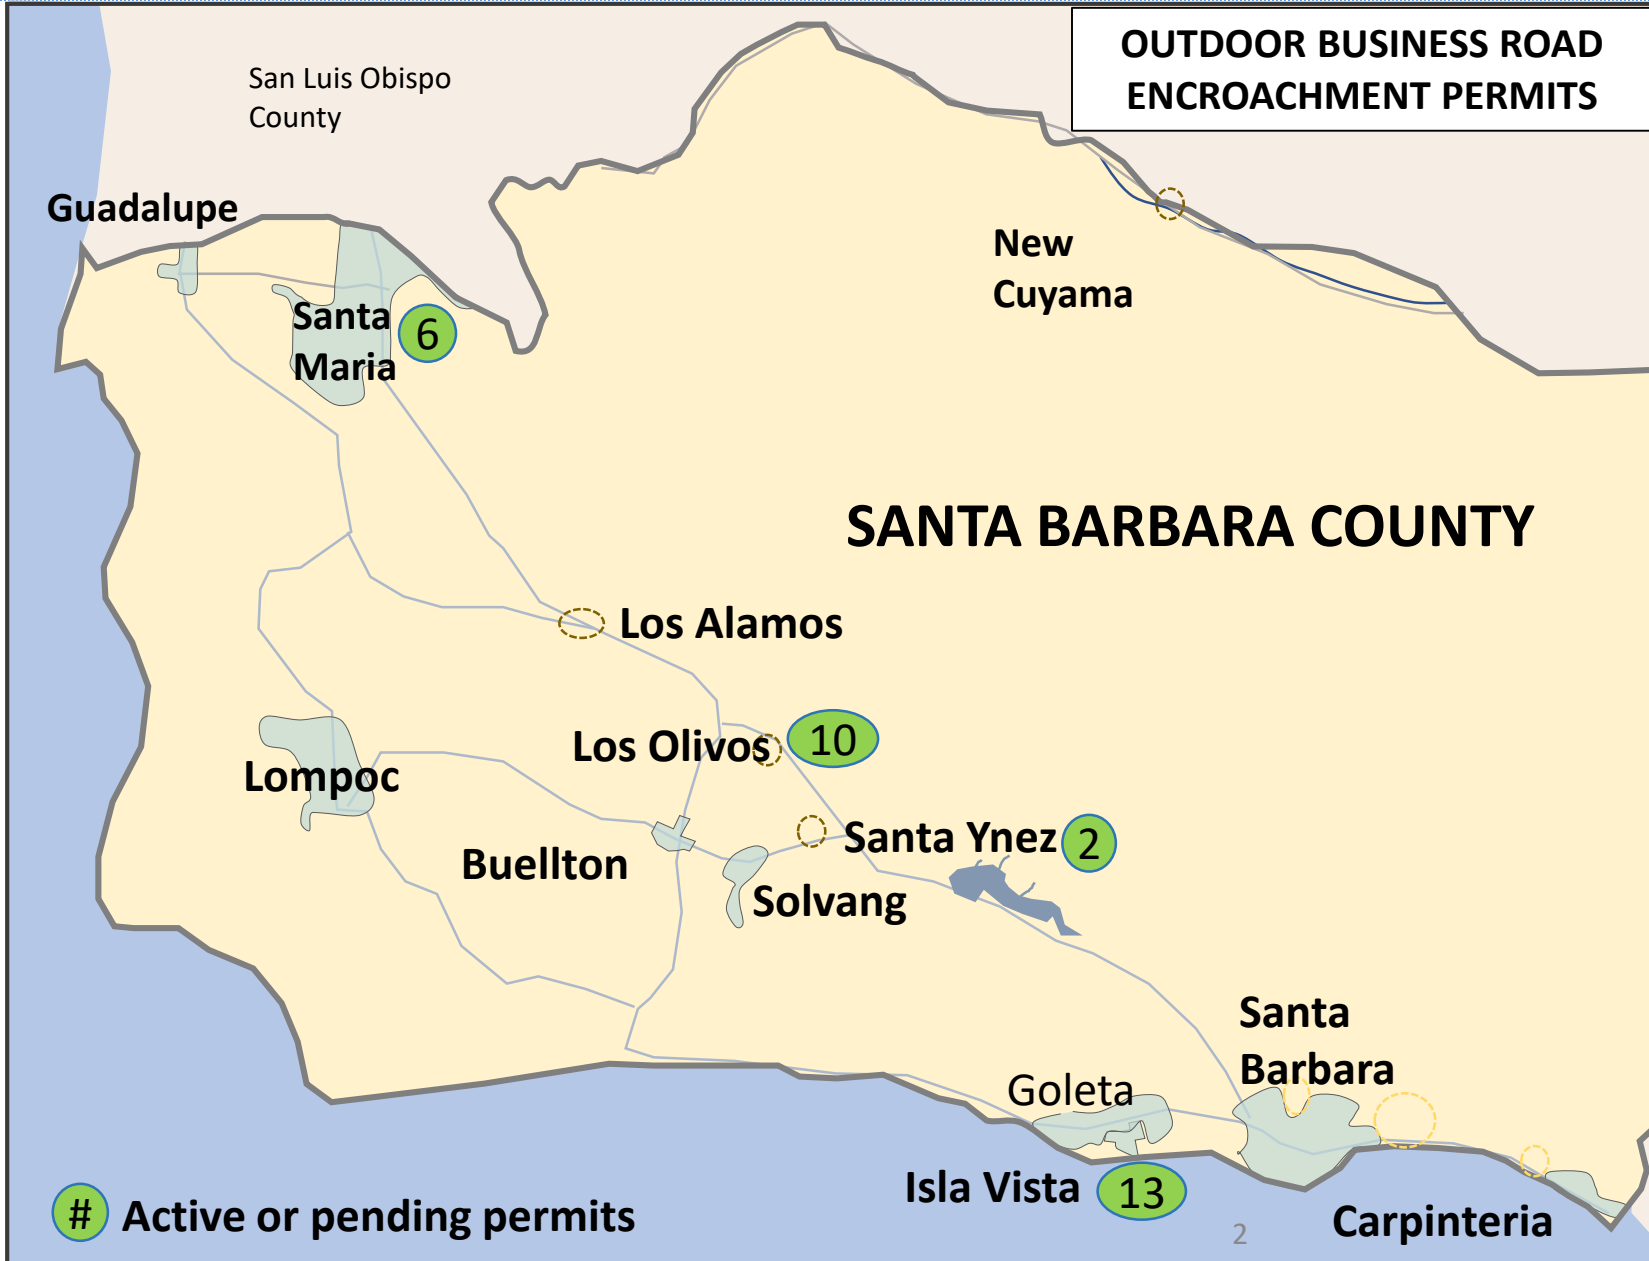 OUTDOOR BUSINESS ROAD
ENCROACHMENT PERMITS
San Luis Obispo
County
Guadalupe
New
Cuyama
Santa
Maria
6
SANTA BARBARA COUNTY
Los Alamos
Los Olivos
10
Lompoc
Santa Ynez
2
Buellton
Solvang
Santa
Barbara
Goleta
Isla Vista
13
# Active or pending permits
2
Carpinteria